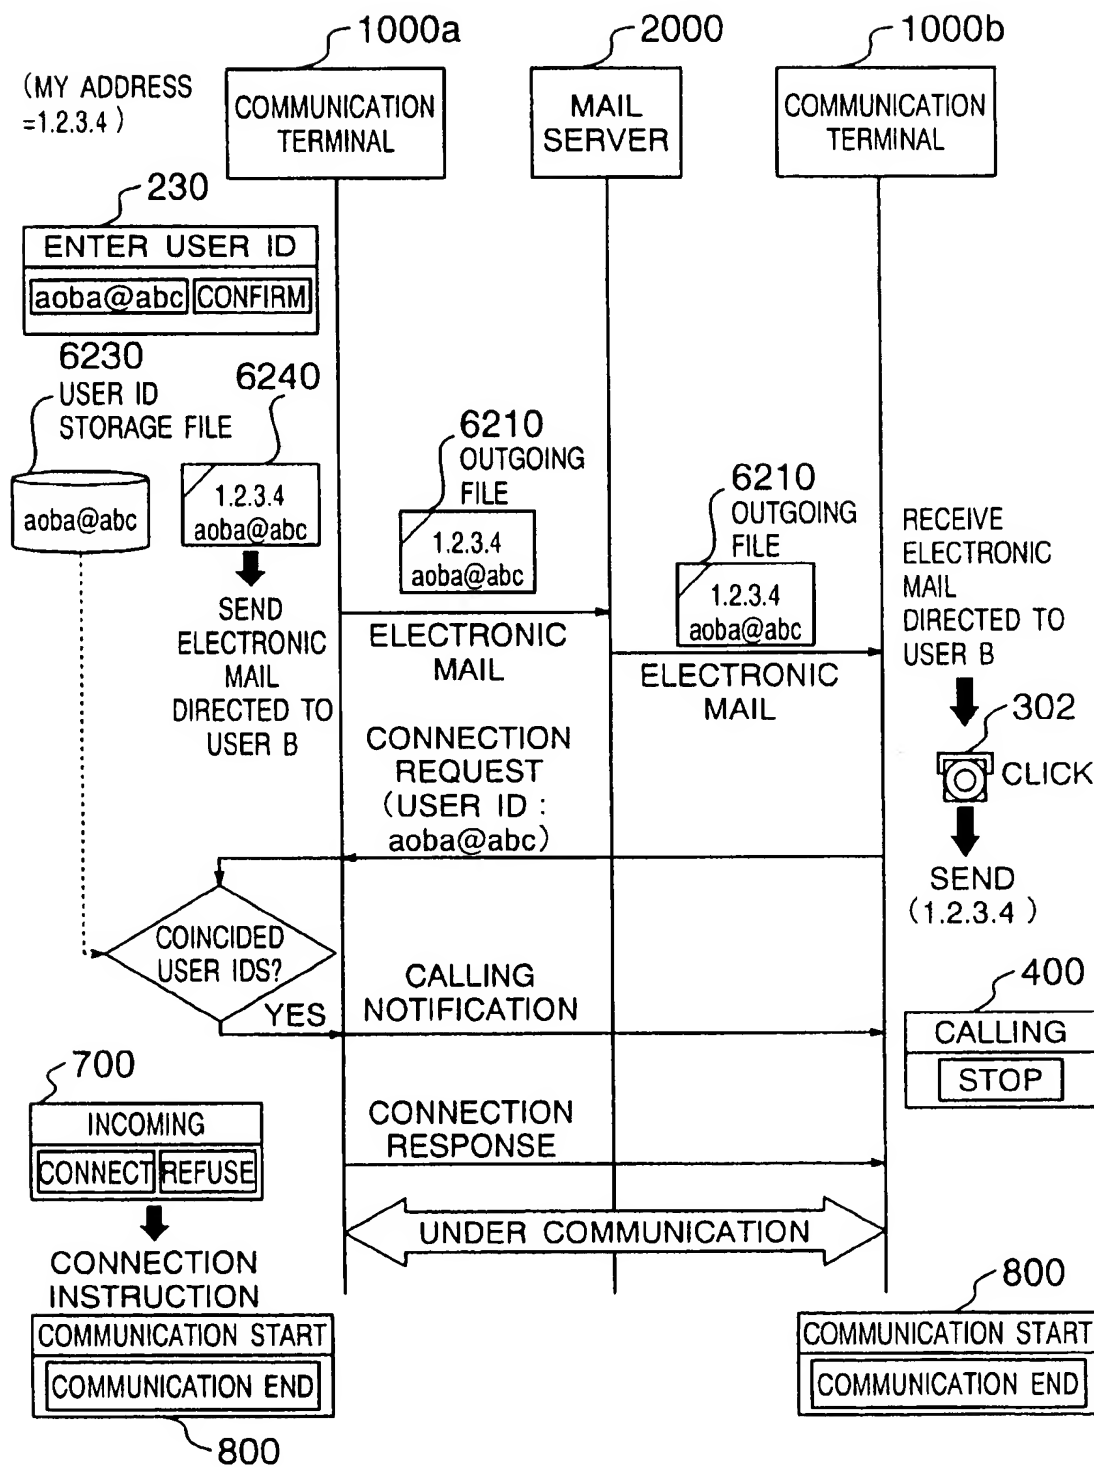 1000a
2000
1000b
(MY ADDRESS
=1.2.3.4 )
COMMUNICATION
TERMINAL
MAIL
SERVER
COMMUNICATION
TERMINAL
230
ENTER USER ID
aoba@abc CONFIRM
6230
USER ID
STORAGE FILE
aoba@abc
6240
1.2.3.4
aoba@abc
SEND
ELECTRONIC
MAIL
DIRECTED TO
USER B
6210
OUTGOING
FILE
1.2.3.4
aoba@abc
ELECTRONIC
MAIL
6210
OUTGOING
FILE
1.2.3.4
aoba@abc
ELECTRONIC
MAIL
RECEIVE
ELECTRONIC
MAIL
DIRECTED TO
USER B
302
CLICK
SEND
(1.2.3.4 )
CONNECTION
REQUEST
(USER ID :
aoba@abc)
COINCIDED
USER IDS?
YES
CALLING
NOTIFICATION
400
CALLING
STOP
700
INCOMING
CONNECT REFUSE
CONNECTION
RESPONSE
UNDER COMMUNICATION
CONNECTION
INSTRUCTION
COMMUNICATION START
COMMUNICATION END
800
800
COMMUNICATION START
COMMUNICATION END